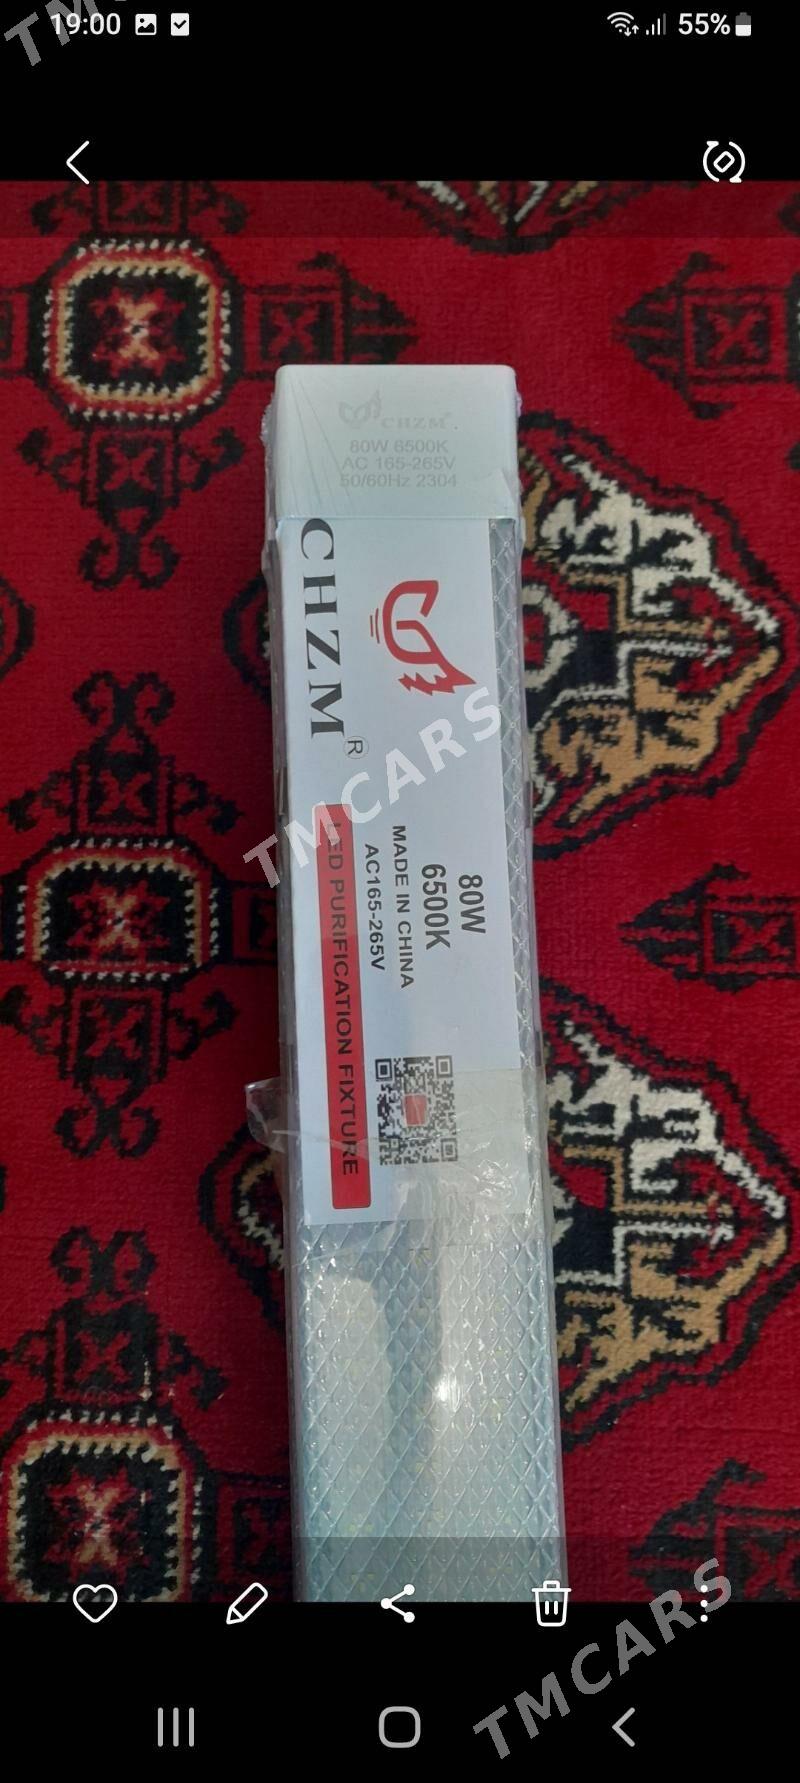 19:00
55%
CHZM®
80W 6500K
AC 165-265V
50/60Hz 2304
CHZM®
80W
6500K
MADE IN CHINA
AC165-265V
LED PURIFICATION FIXTURE
TMCARS
TMCARS
TM